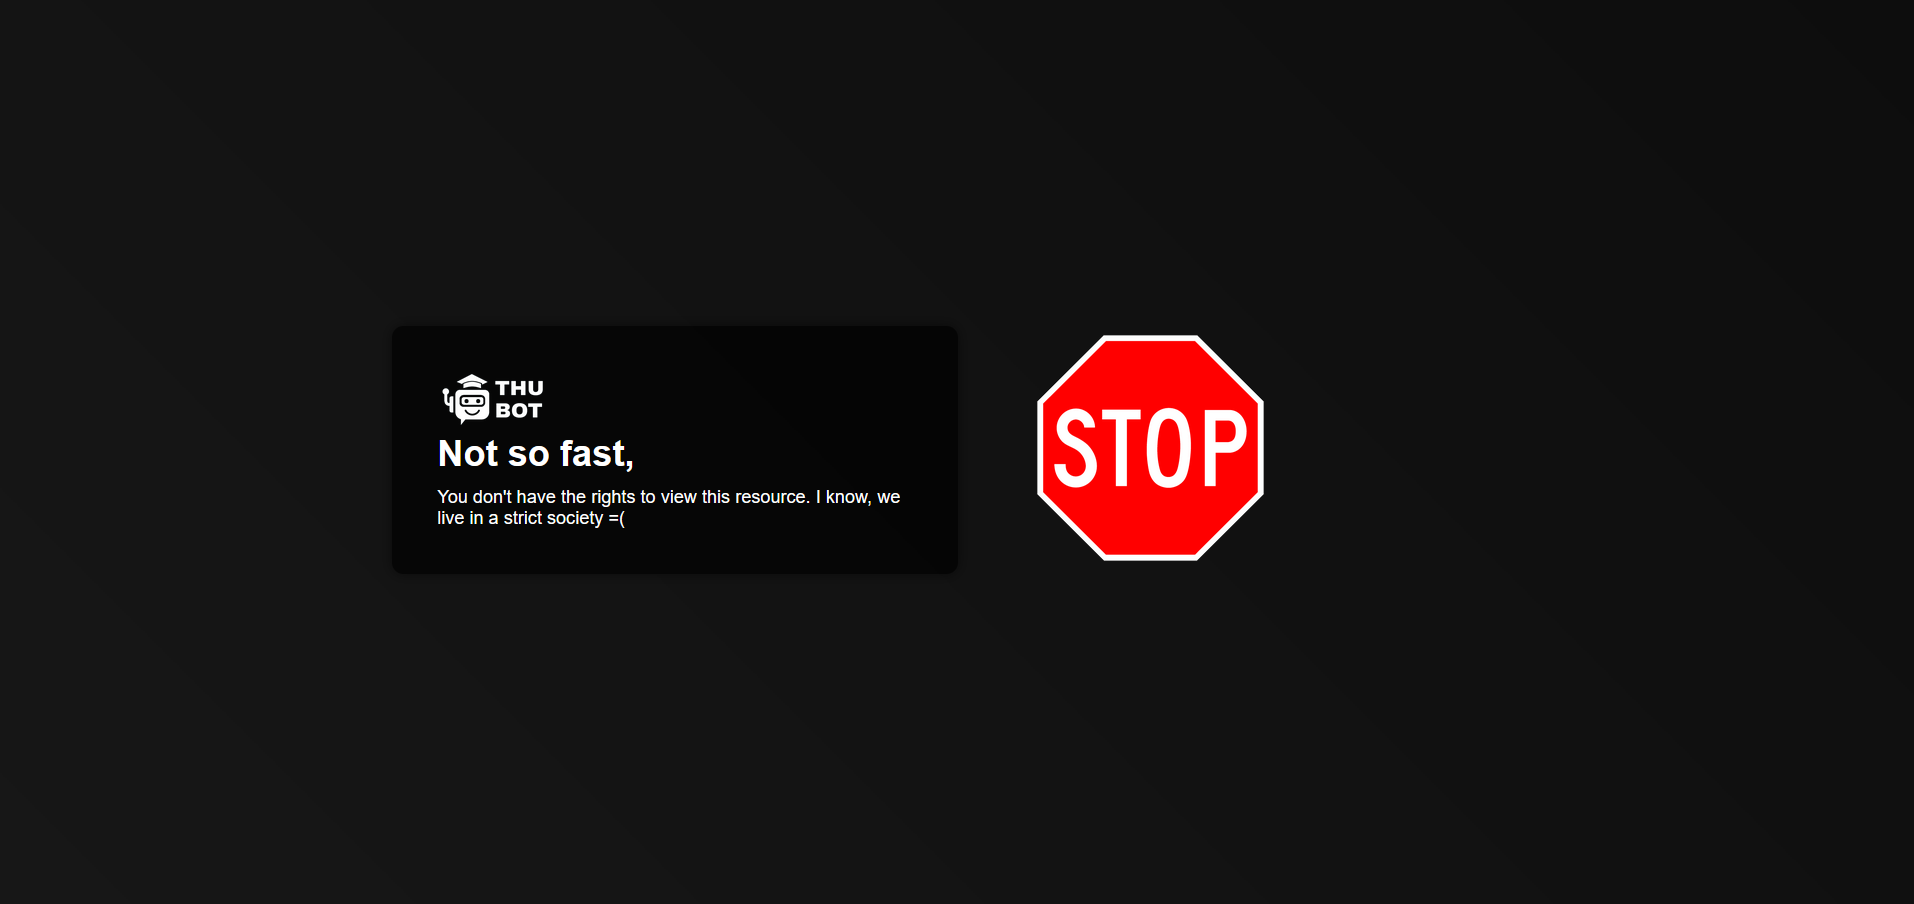 THU
BOT
Not so fast,
You don't have the rights to view this resource. I know, we
live in a strict society =(
STOP